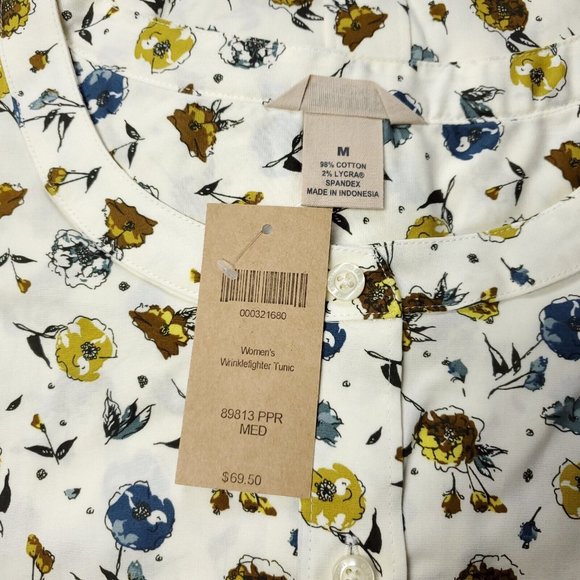 M
98% COTTON
2% LYCRA®
SPANDEX
MADE IN INDONESIA
000321680
Women's
Wrinklefighter Tunic
89813 PPR
MED
$69.50